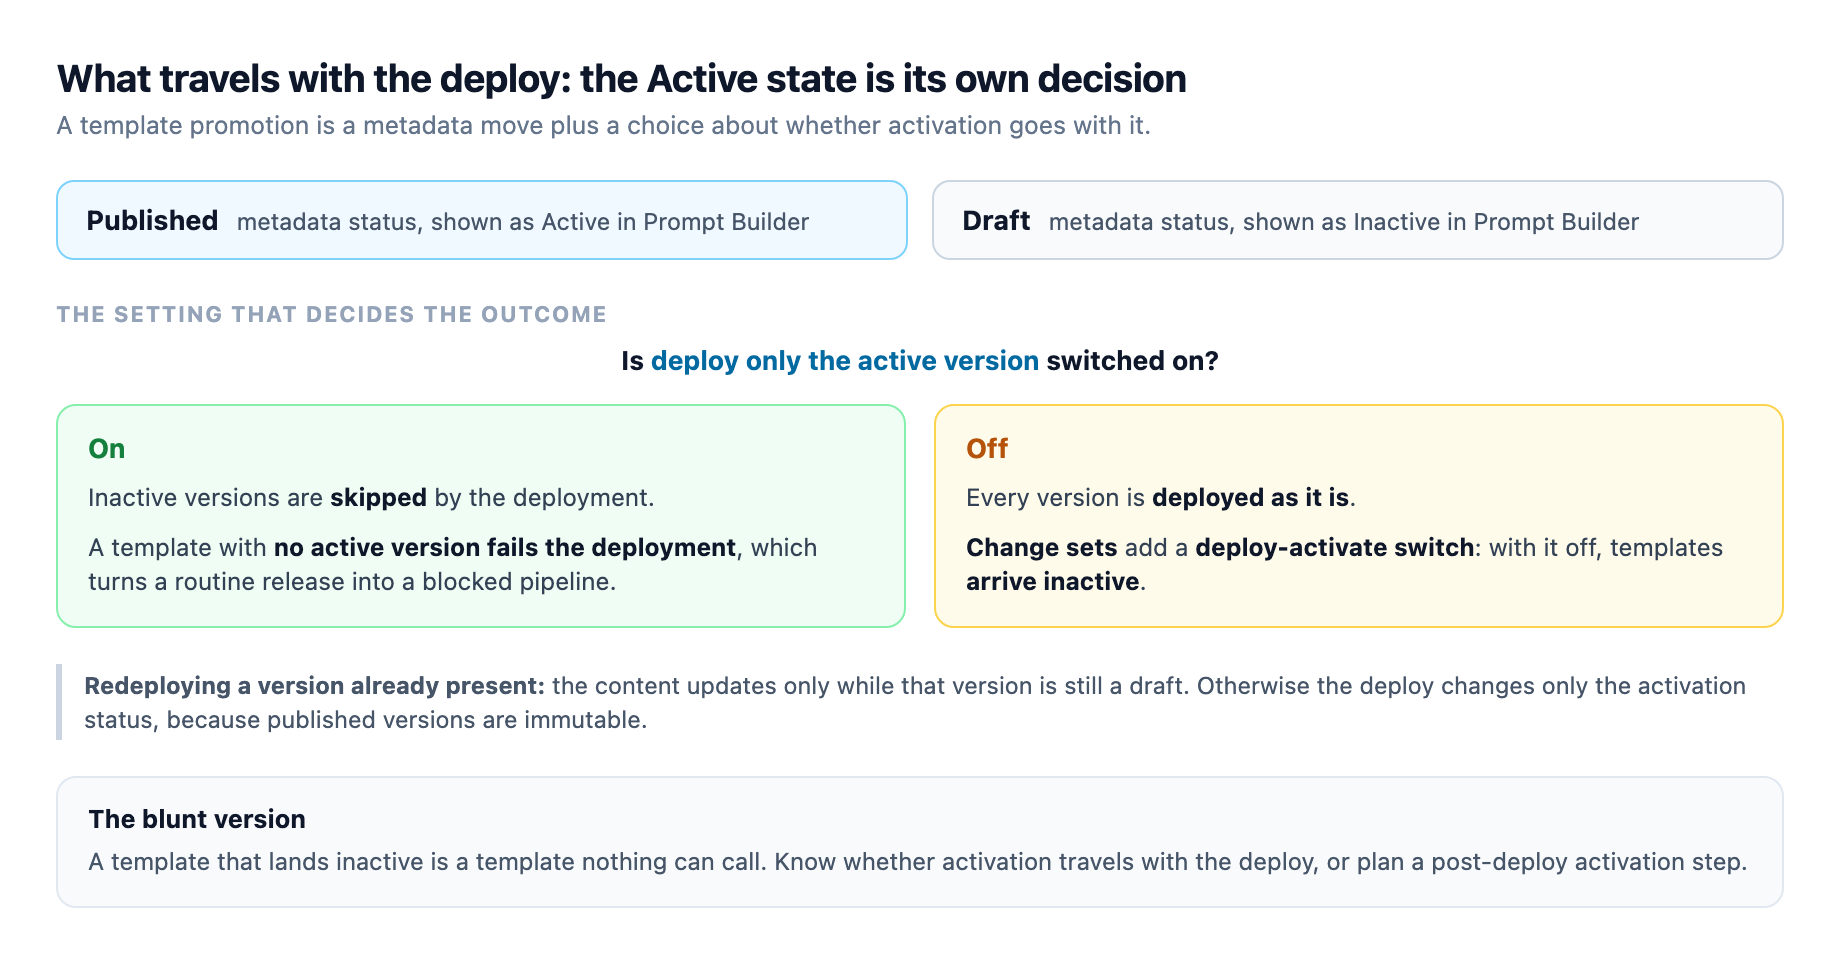 What travels with the deploy: the Active state is its own decision
A template promotion is a metadata move plus a choice about whether activation goes with it.
Published metadata status, shown as Active in Prompt Builder
Draft metadata status, shown as Inactive in Prompt Builder
THE SETTING THAT DECIDES THE OUTCOME
Is deploy only the active version switched on?
On
Inactive versions are skipped by the deployment.
A template with no active version fails the deployment, which
turns a routine release into a blocked pipeline.
Off
Every version is deployed as it is.
Change sets add a deploy-activate switch: with it off, templates
arrive inactive.
Redeploying a version already present: the content updates only while that version is still a draft. Otherwise the deploy changes only the activation
status, because published versions are immutable.
The blunt version
A template that lands inactive is a template nothing can call. Know whether activation travels with the deploy, or plan a post-deploy activation step.